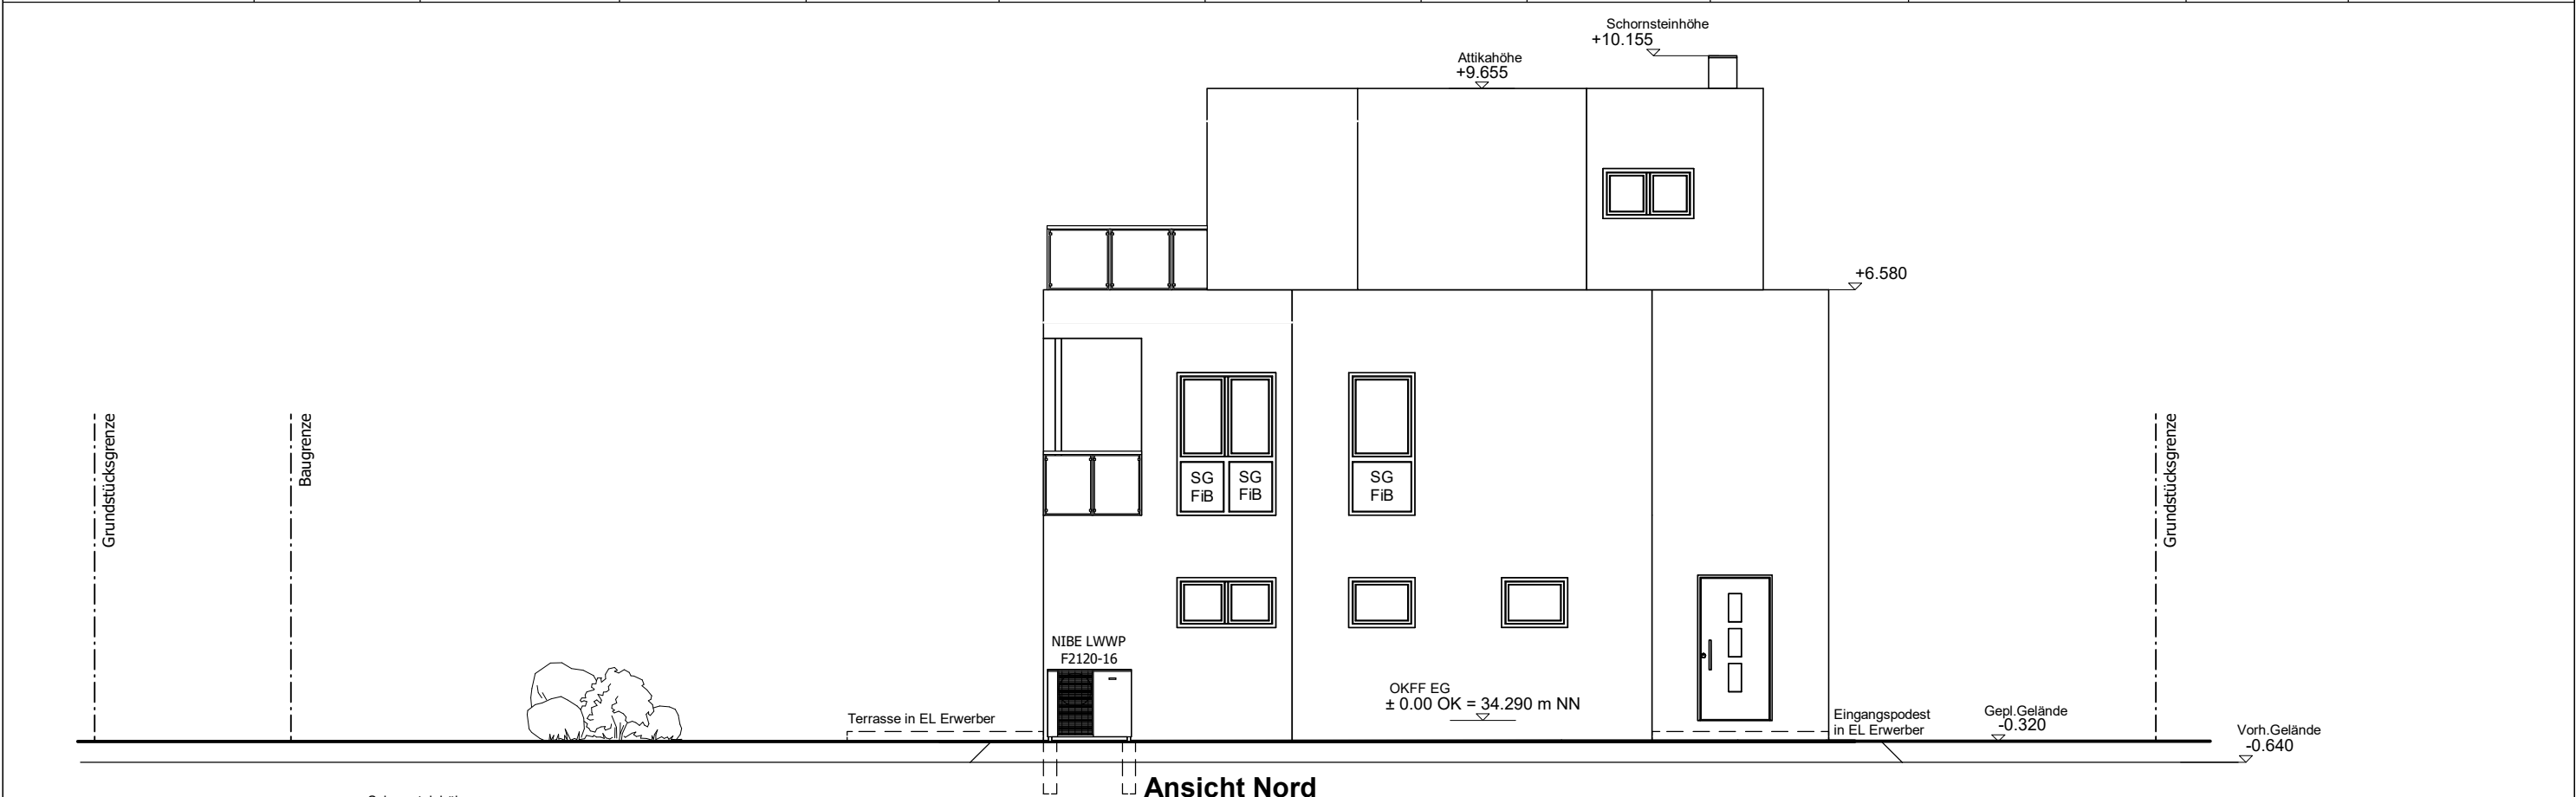 Schornsteinhöhe
+10.155
Attikahöhe
+9.655
+6.580
Grundstücksgrenze
Baugrenze
Grundstücksgrenze
SG
FiB
SG
FiB
SG
FiB
NIBE LWWP
F2120-16
OKFF EG
± 0.00 OK = 34.290 m NN
Terrasse in EL Erwerber
Eingangspodest
in EL Erwerber
Gepl.Gelände
-0.320
Vorh.Gelände
-0.640
Ansicht Nord